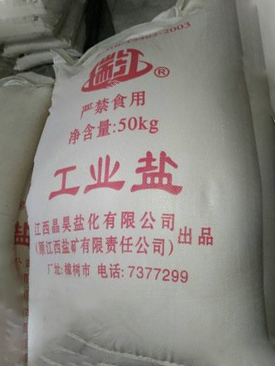 瑞江®
严禁食用
净含量:50kg
工业盐
江西晶昊盐化有限公司
(原江西盐矿有限责任公司) 出品
厂址:樟树市 电话:7377299